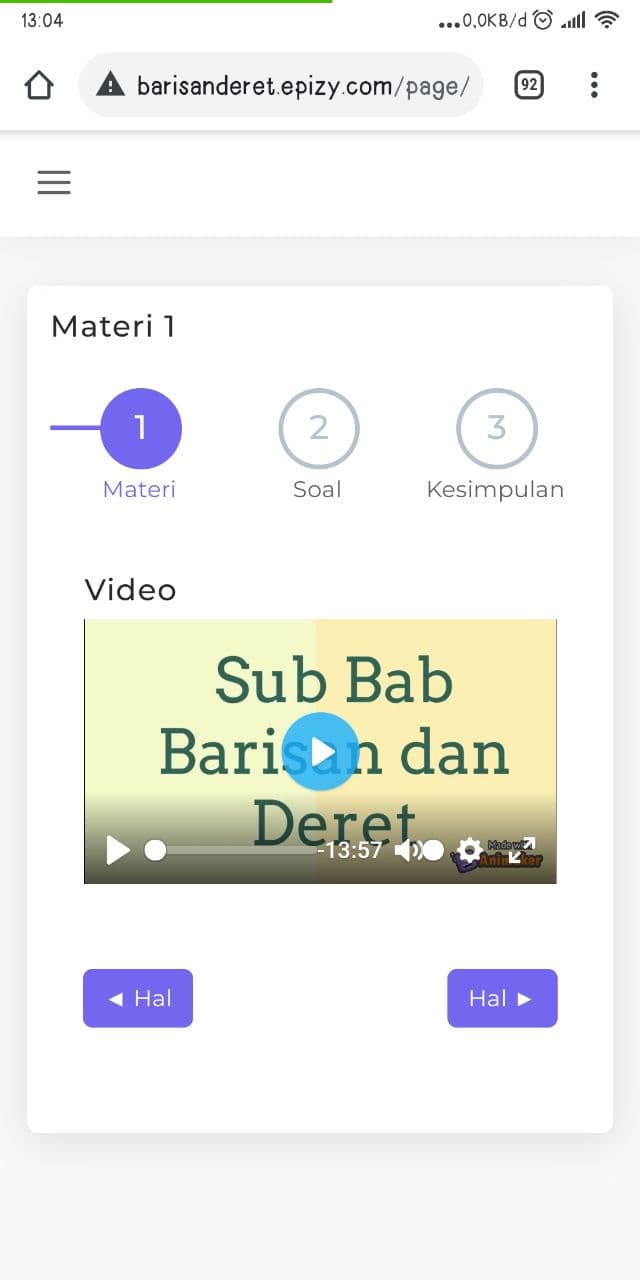 13:04
...0,0KB/d
barisanderet.epizy.com/page/
92
Materi 1
1
2
3
Materi
Soal
Kesimpulan
Video
Sub Bab
Barisan dan
Deret
-13:57
Made with
Animaker
◄ Hal
Hal ►